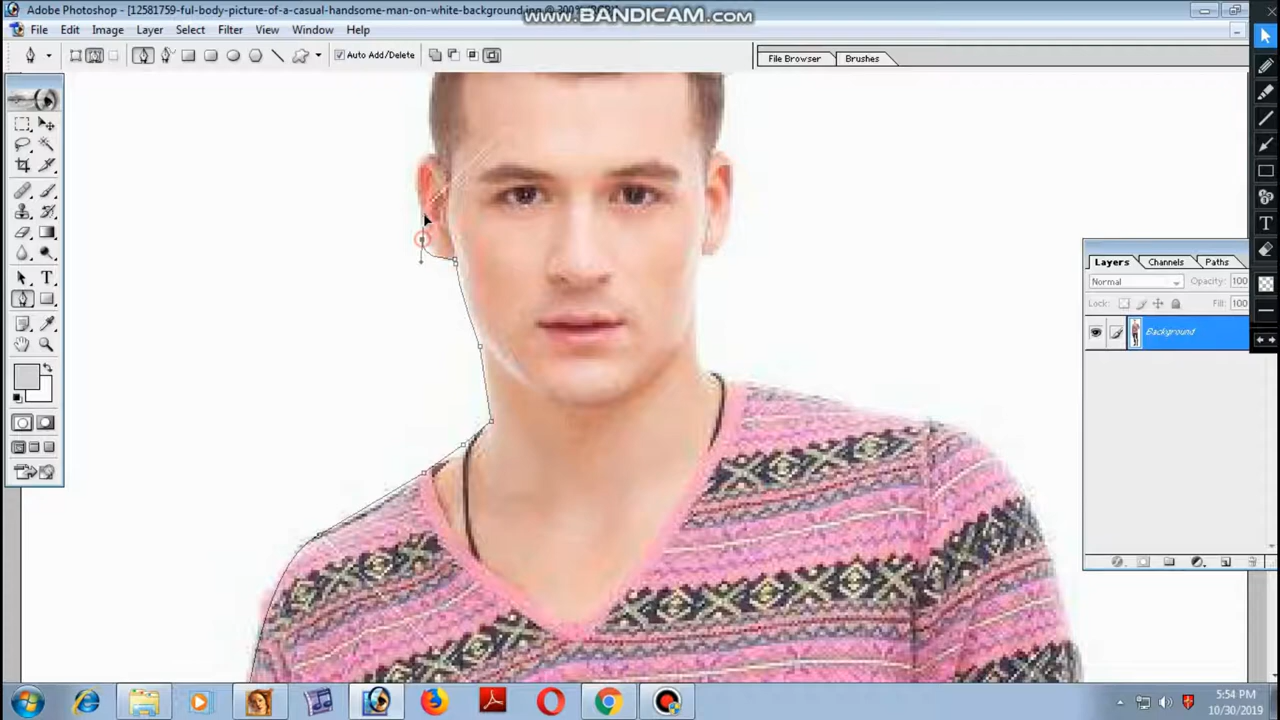 Adobe Photoshop - [12581759-ful-body-picture-of-a-casual-handsome-man-on-white-background.jpg @ 300% (RGB)]
www.BANDICAM.com
File Edit Image Layer Select Filter View Window Help
Auto Add/Delete
File Browser Brushes
Layers Channels Paths
Normal Opacity: 100
Lock: Fill: 100
Background
T
T
5:54 PM
10/30/2019